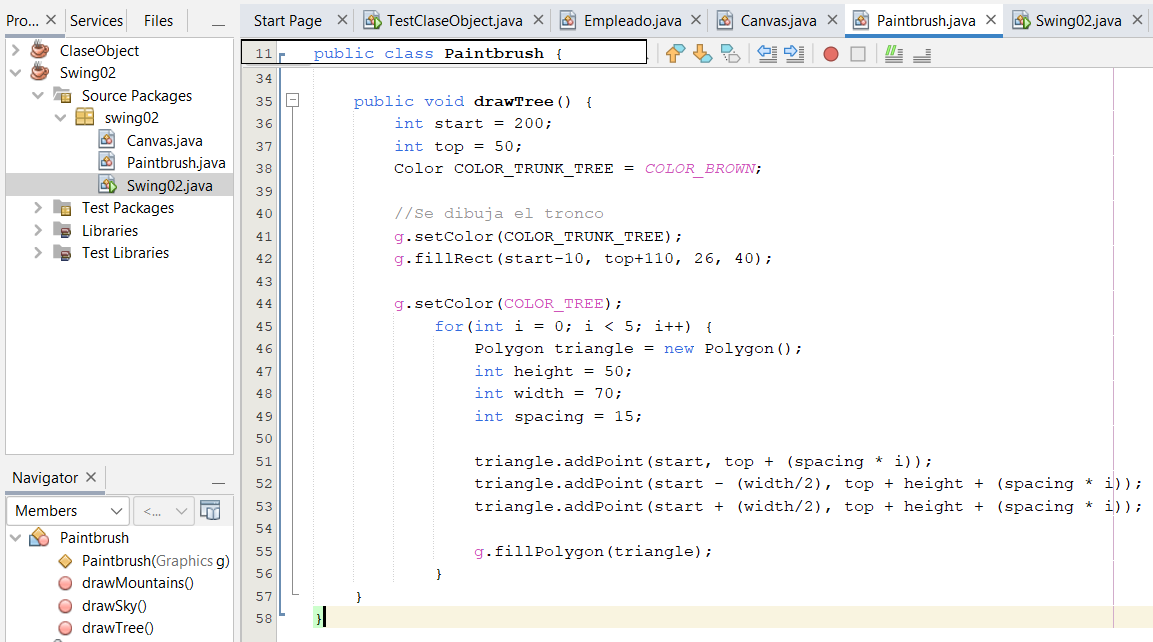 Pro...
Services
Files
ClaseObject
Swing02
Source Packages
swing02
Canvas.java
Paintbrush.java
Swing02.java
Test Packages
Libraries
Test Libraries
Navigator
Members
<...
Paintbrush
Paintbrush(Graphics g)
drawMountains()
drawSky()
drawTree()
Start Page
TestClaseObject.java
Empleado.java
Canvas.java
Paintbrush.java
Swing02.java
11 public class Paintbrush {
34
35 public void drawTree() {
36 int start = 200;
37 int top = 50;
38 Color COLOR_TRUNK_TREE = COLOR_BROWN;
39
40 //Se dibuja el tronco
41 g.setColor(COLOR_TRUNK_TREE);
42 g.fillRect(start-10, top+110, 26, 40);
43
44 g.setColor(COLOR_TREE);
45 for(int i = 0; i < 5; i++) {
46 Polygon triangle = new Polygon();
47 int height = 50;
48 int width = 70;
49 int spacing = 15;
50
51 triangle.addPoint(start, top + (spacing * i));
52 triangle.addPoint(start - (width/2), top + height + (spacing * i));
53 triangle.addPoint(start + (width/2), top + height + (spacing * i));
54
55 g.fillPolygon(triangle);
56 }
57 }
58 }